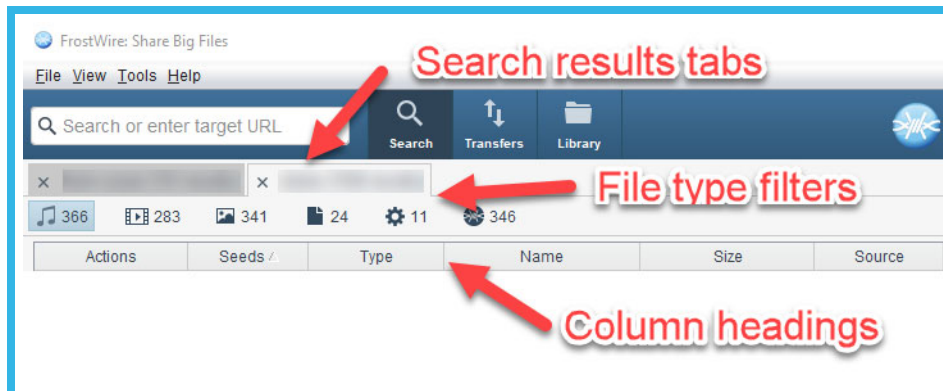 FrostWire: Share Big Files
File View Tools Help
Search results tabs
Search or enter target URL
Search
Transfers
Library
×
×
File type filters
366
283
341
24
11
346
Actions
Seeds
Type
Name
Size
Source
Column headings